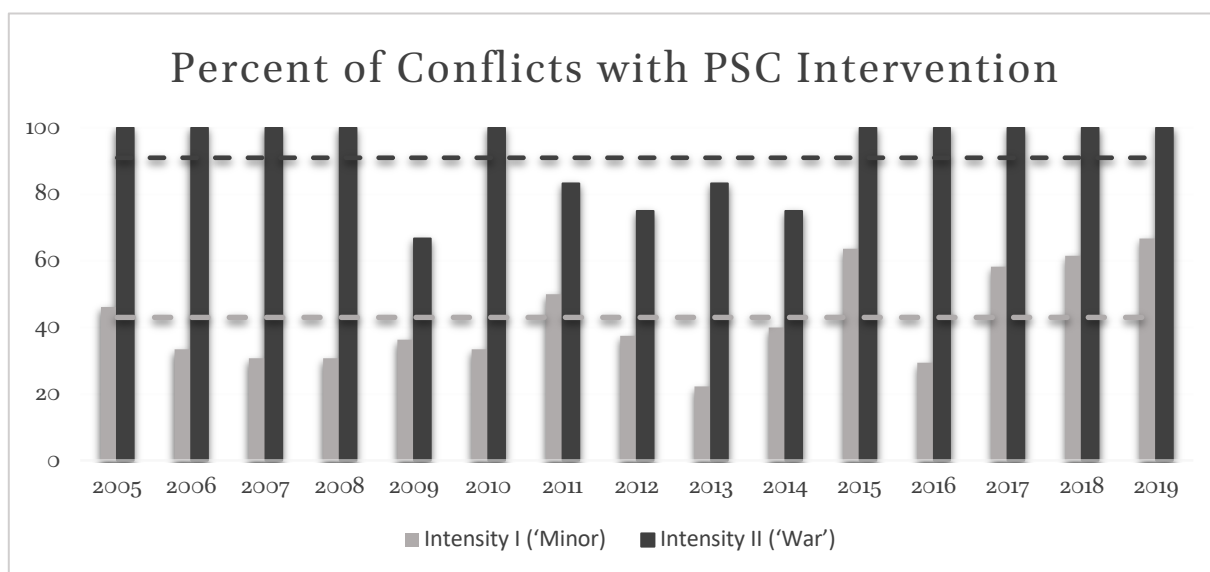 Percent of Conflicts with PSC Intervention
100
80
60
40
20
0
2005 2006 2007 2008 2009 2010 2011 2012 2013 2014 2015 2016 2017 2018 2019
Intensity I (‘Minor) Intensity II (‘War’)